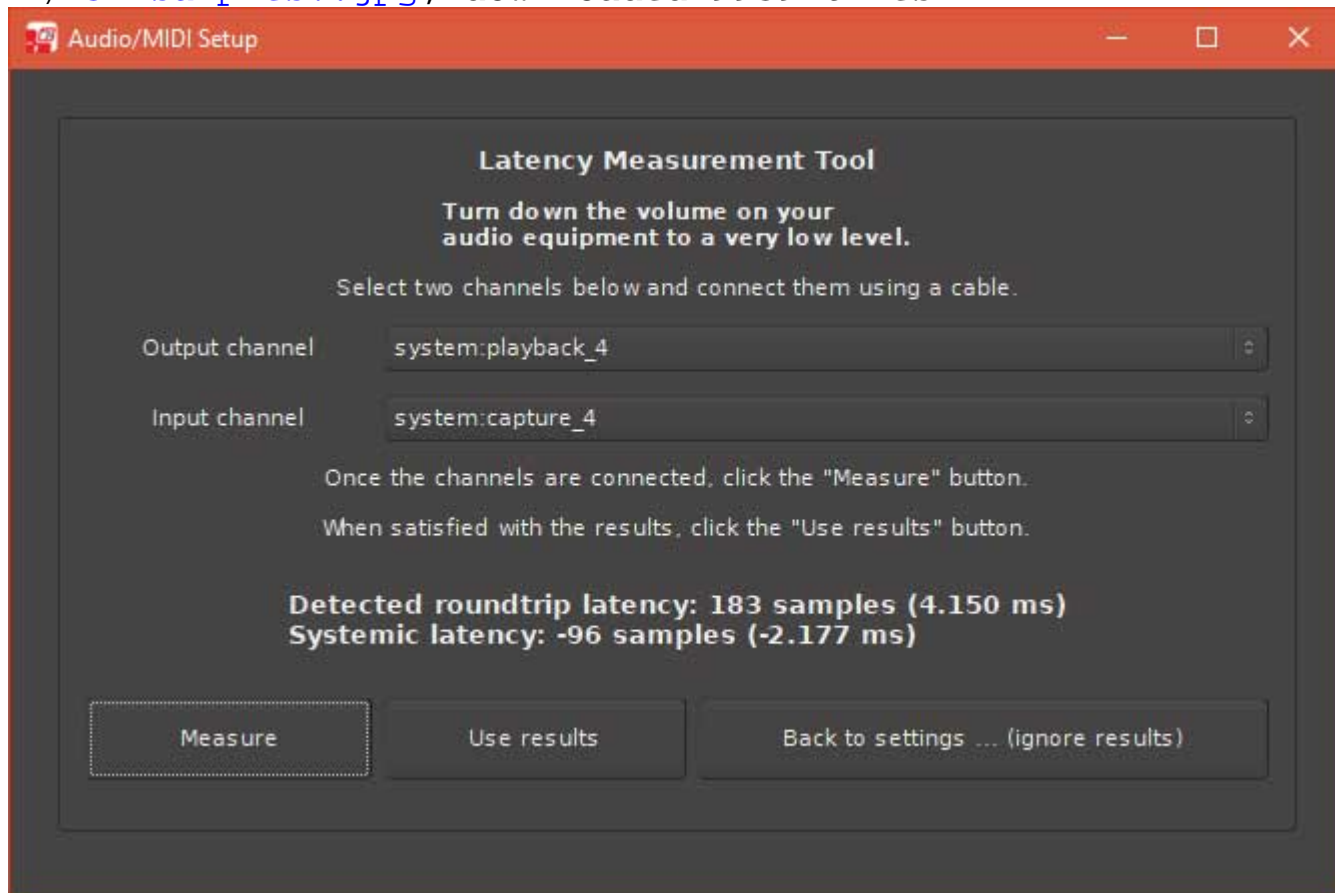 Audio/MIDI Setup
Latency Measurement Tool
Turn down the volume on your
audio equipment to a very low level.
Select two channels below and connect them using a cable.
Output channel system:playback_4
Input channel system:capture_4
Once the channels are connected, click the "Measure" button.
When satisfied with the results, click the "Use results" button.
Detected roundtrip latency: 183 samples (4.150 ms)
Systemic latency: -96 samples (-2.177 ms)
Measure Use results Back to settings ... (ignore results)